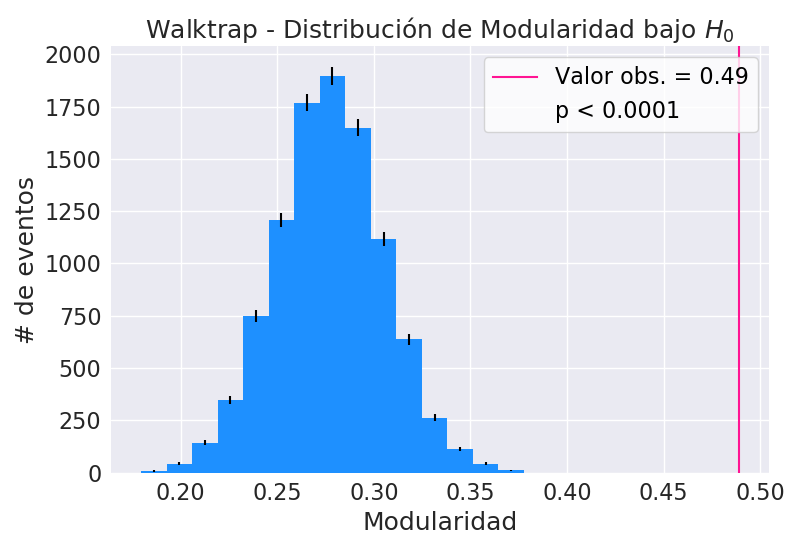 Walktrap - Distribución de Modularidad bajo $H_0$
Valor obs. = 0.49
p < 0.0001
# de eventos
2000
1750
1500
1250
1000
750
500
250
0
0.20 0.25 0.30 0.35 0.40 0.45 0.50
Modularidad